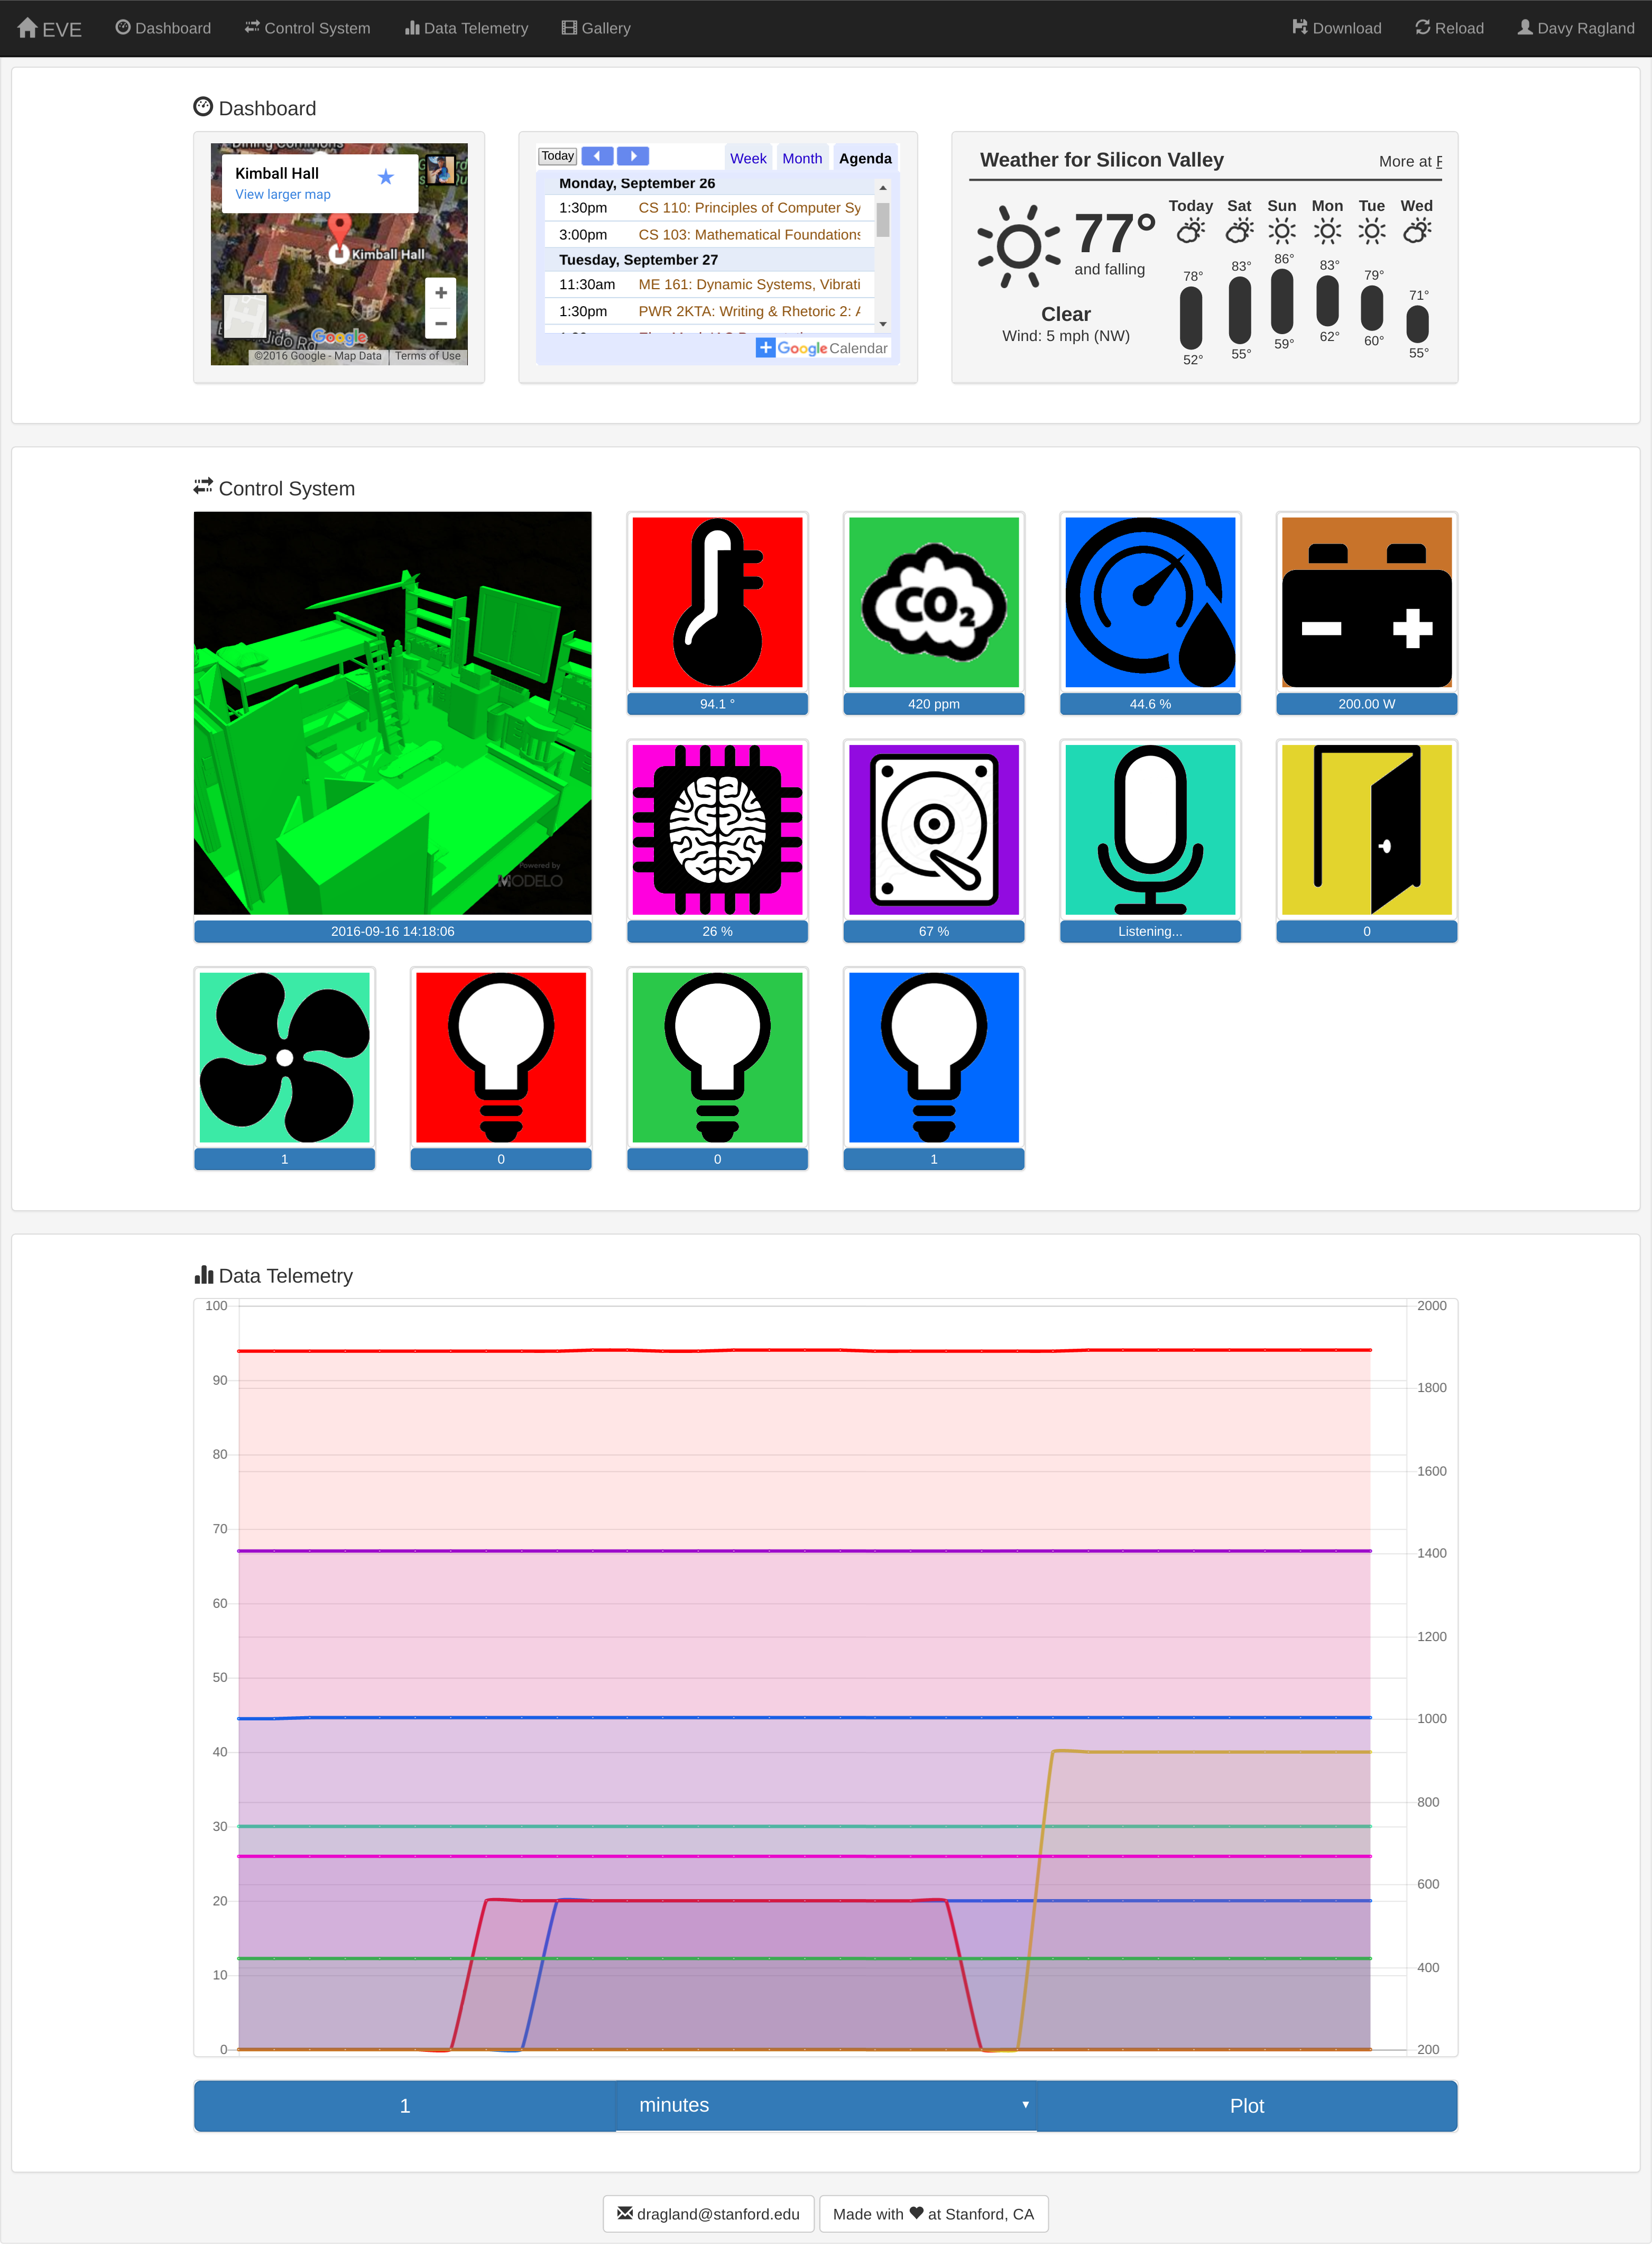 EVE Dashboard Control System Data Telemetry Gallery Download Reload Davy Ragland
Dashboard
Dining Commons
Kimball Hall
View larger map
Kimball Hall
+
−
Google
©2016 Google - Map Data Terms of Use
Today Week Month Agenda
Monday, September 26
1:30pm CS 110: Principles of Computer Sy
3:00pm CS 103: Mathematical Foundations
Tuesday, September 27
11:30am ME 161: Dynamic Systems, Vibrati
1:30pm PWR 2KTA: Writing & Rhetoric 2:
+ Google Calendar
Weather for Silicon Valley More at F
77°
and falling
Clear
Wind: 5 mph (NW)
Today Sat Sun Mon Tue Wed
78° 83° 86° 83° 79° 71°
52° 55° 59° 62° 60° 55°
Control System
Powered by
MODELO
2016-09-16 14:18:06
CO2
94.1 ° 420 ppm 44.6 % 200.00 W
26 % 67 % Listening... 0
1 0 0 1
Data Telemetry
100 2000
90 1800
80 1600
70 1400
60 1200
50 1000
40 800
30 600
20 400
10 200
0
1 minutes Plot
dragland@stanford.edu Made with ♥ at Stanford, CA